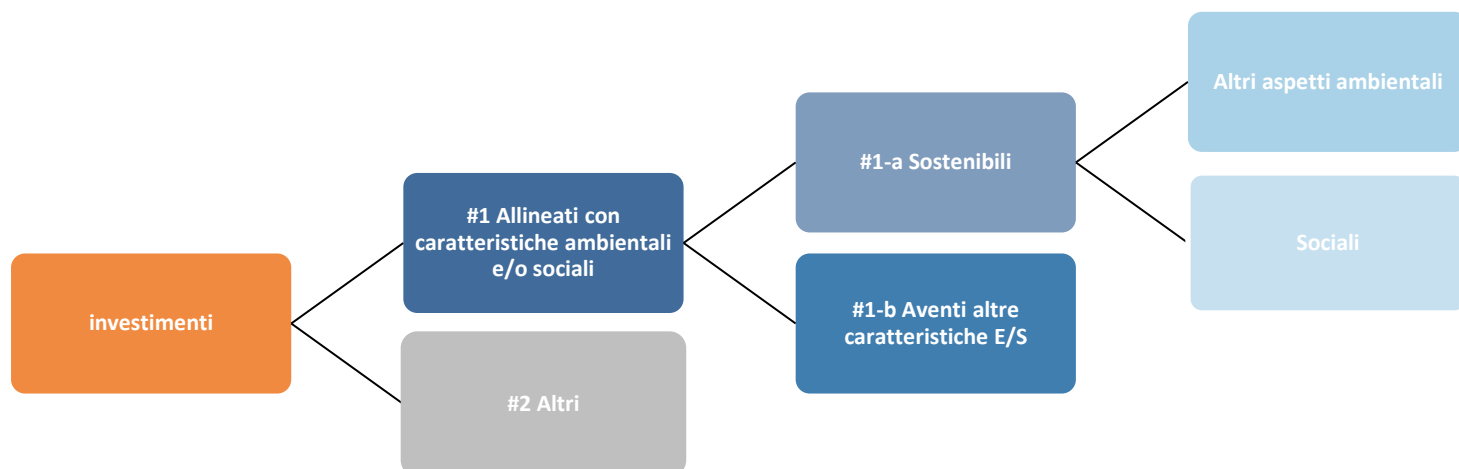 investimenti
#1 Allineati con
caratteristiche ambientali
e/o sociali
#2 Altri
#1-a Sostenibili
#1-b Aventi altre
caratteristiche E/S
Altri aspetti ambientali
Sociali